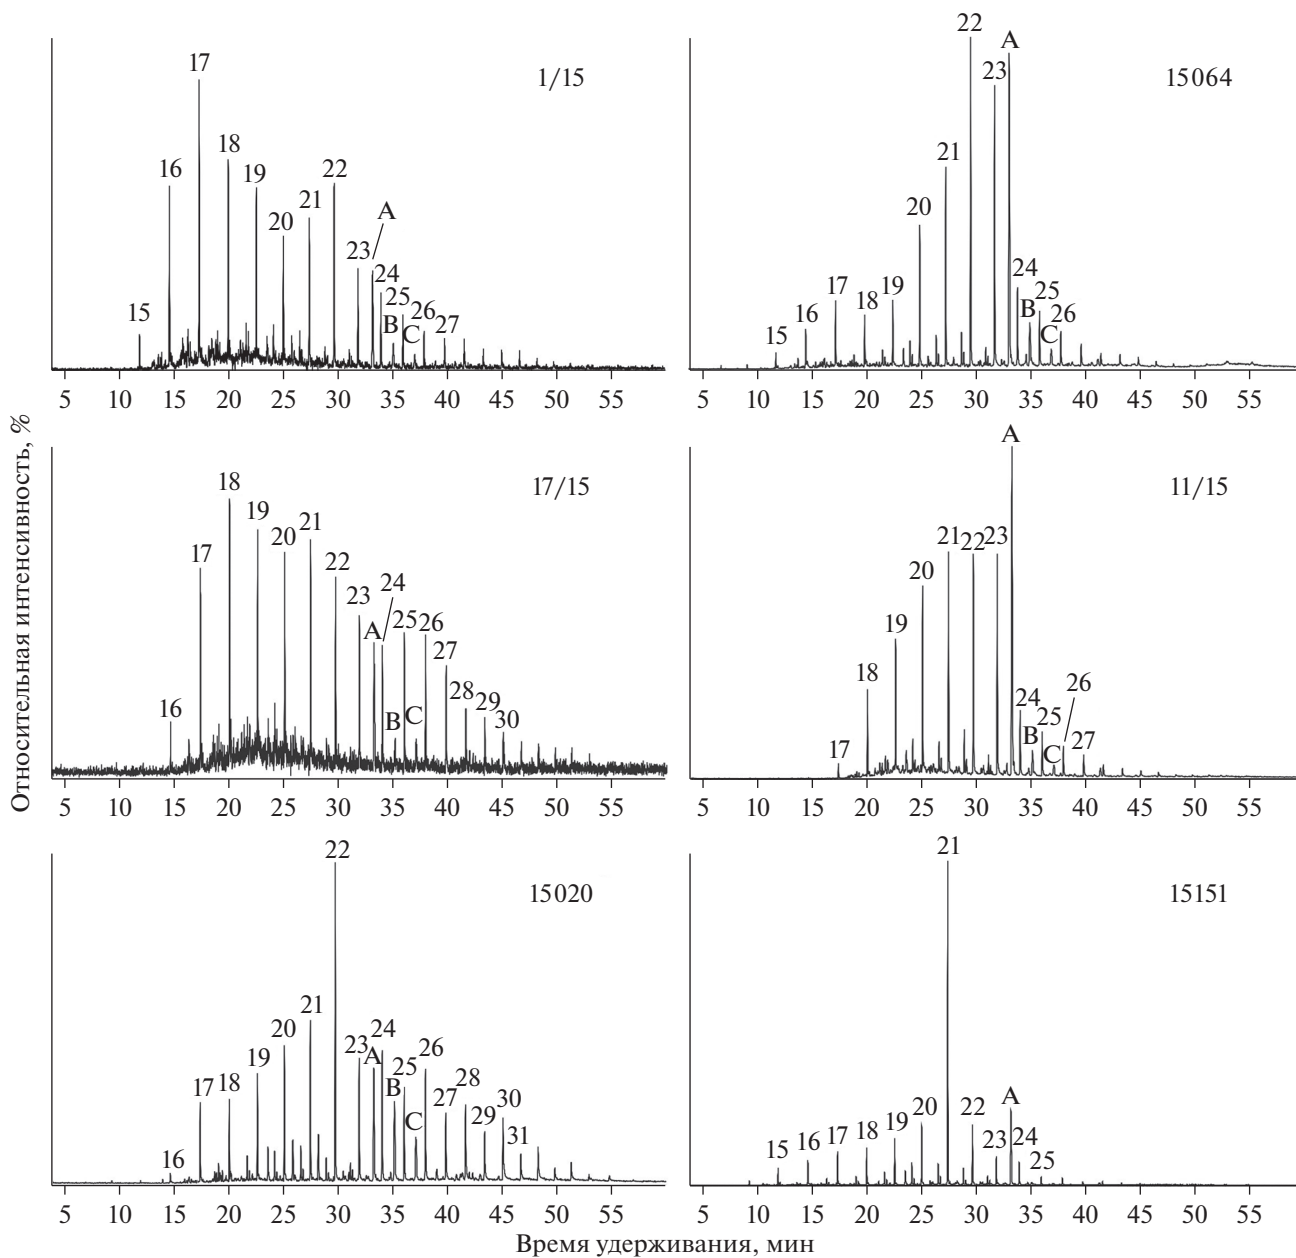 Относительная интенсивность, %
1/15
15 16 17 18 19 20 21 22 23 A 24 B 25 C 26 27
5 10 15 20 25 30 35 40 45 50 55
15064
15 16 17 18 19 20 21 22 23 A 24 B 25 C 26
5 10 15 20 25 30 35 40 45 50 55
17/15
16 17 18 19 20 21 22 23 A 24 B 25 C 26 27 28 29 30
5 10 15 20 25 30 35 40 45 50 55
11/15
17 18 19 20 21 22 23 A 24 B 25 C 26 27
5 10 15 20 25 30 35 40 45 50 55
15020
16 17 18 19 20 21 22 23 A 24 B 25 C 26 27 28 29 30 31
5 10 15 20 25 30 35 40 45 50 55
15151
15 16 17 18 19 20 21 22 23 A 24 25
5 10 15 20 25 30 35 40 45 50 55
Время удерживания, мин